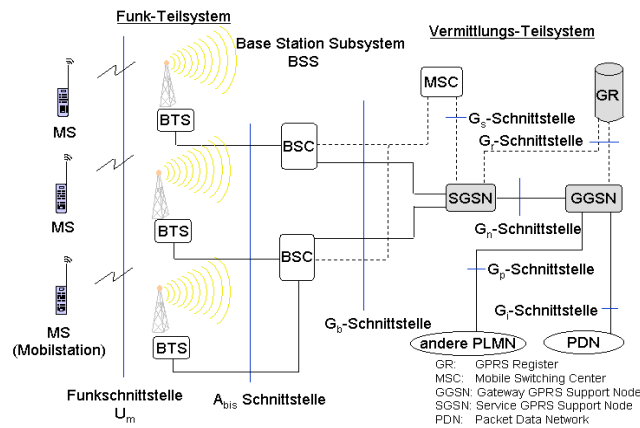 Funk-Teilsystem
Base Station Subsystem
BSS
Vermittlungs-Teilsystem
MSC
GR
MS
BTS
BSC
Gs-Schnittstelle
Gr-Schnittstelle
MS
BTS
SGSN
GGSN
Gn-Schnittstelle
BSC
Gp-Schnittstelle
Gi-Schnittstelle
Gb-Schnittstelle
MS
(Mobilstation)
BTS
andere PLMN
PDN
Funkschnittstelle
Um
Abis Schnittstelle
GR: GPRS Register
MSC: Mobile Switching Center
GGSN: Gateway GPRS Support Node
SGSN: Service GPRS Support Node
PDN: Packet Data Network